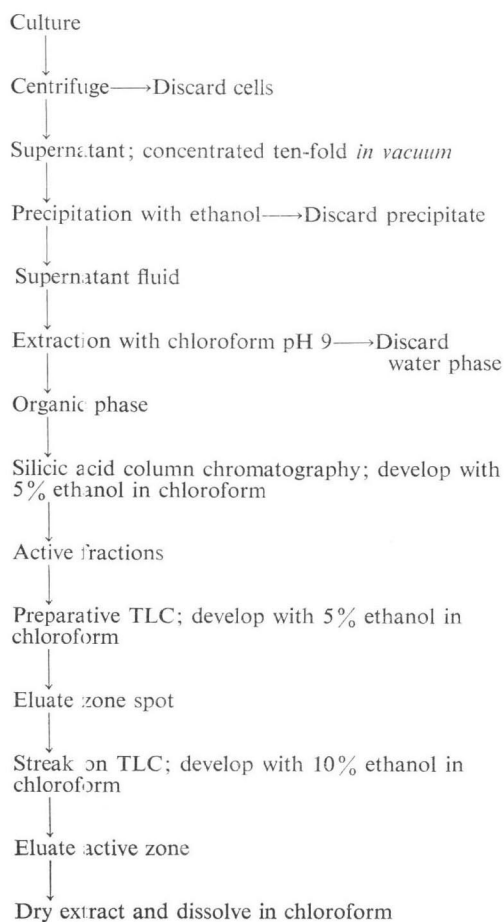 Culture
Centrifuge⟶Discard cells
Supernatant; concentrated ten-fold in vacuum
Precipitation with ethanol⟶Discard precipitate
Supernatant fluid
Extraction with chloroform pH 9⟶Discard
water phase
Organic phase
Silicic acid column chromatography; develop with
5% ethanol in chloroform
Active fractions
Preparative TLC; develop with 5% ethanol in
chloroform
Eluate zone spot
Streak on TLC; develop with 10% ethanol in
chloroform
Eluate active zone
Dry extract and dissolve in chloroform